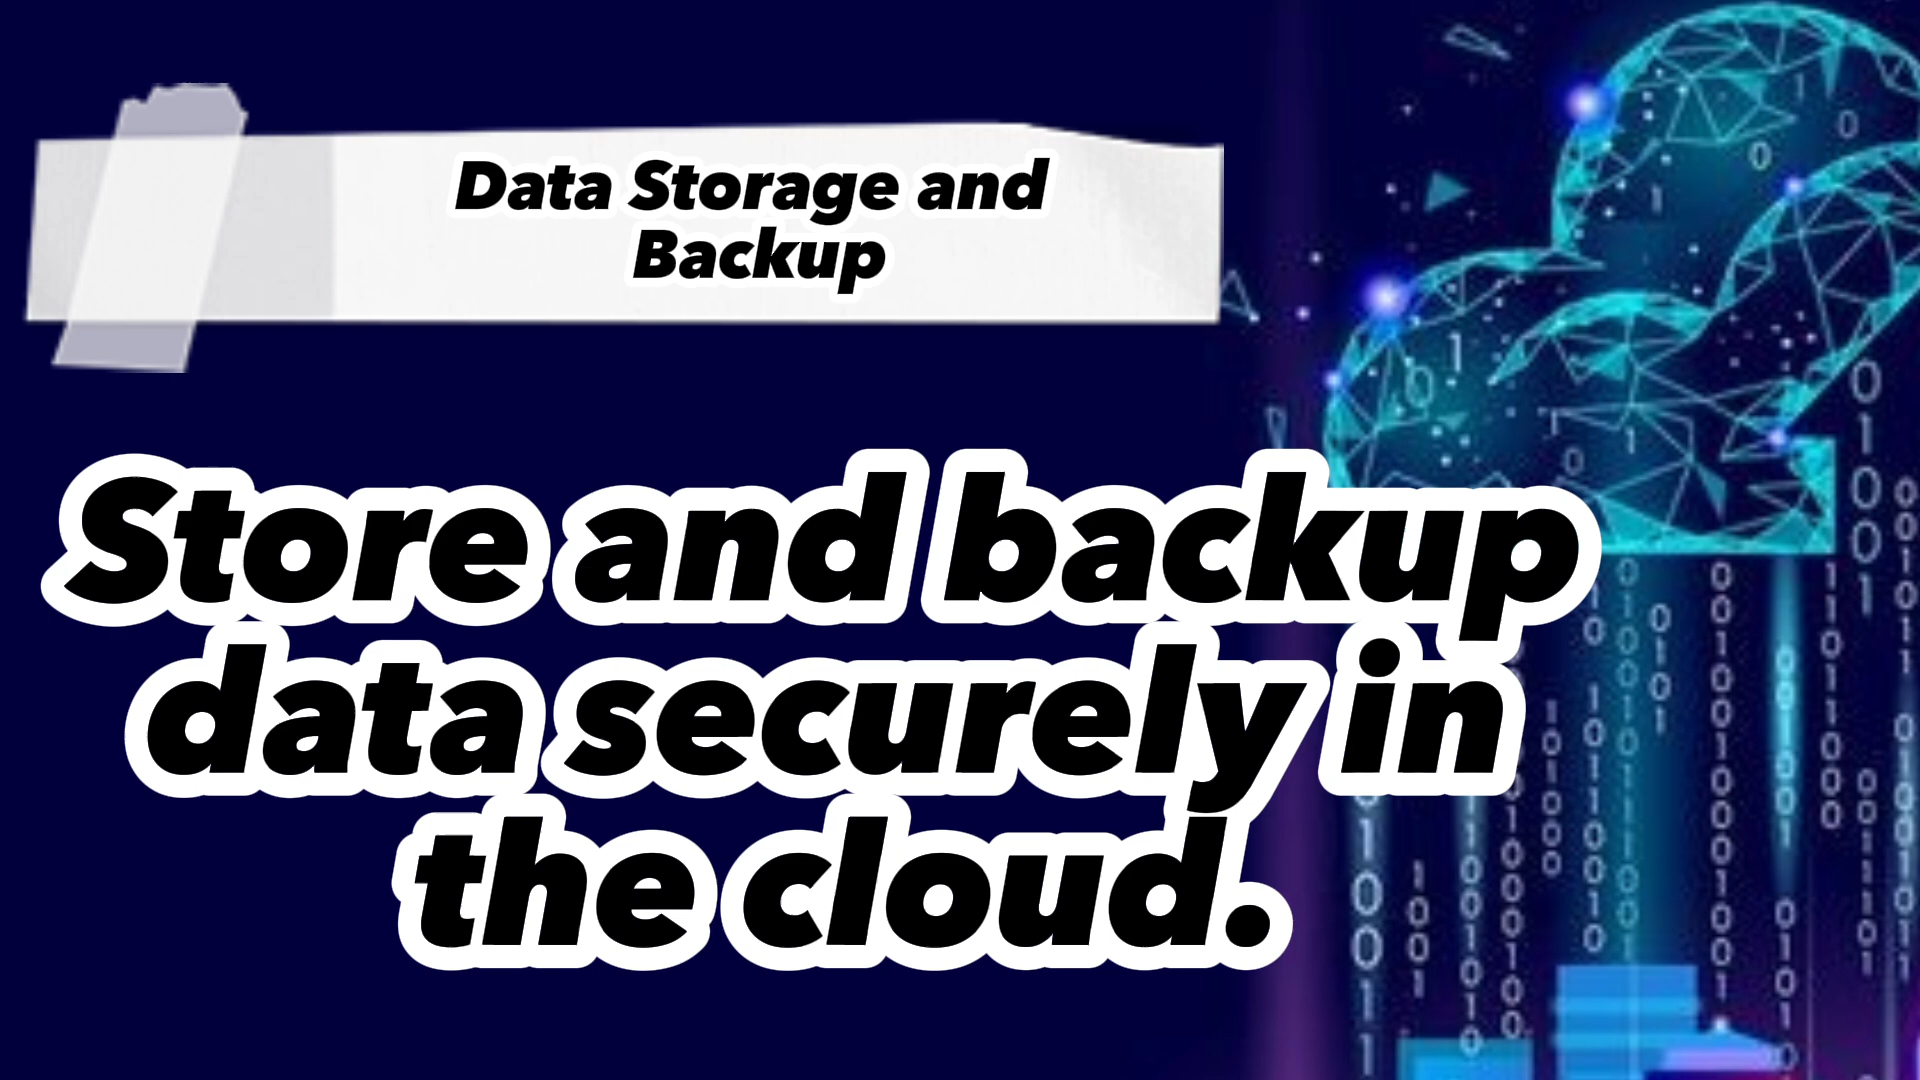 Data Storage and
Backup
Store and backup
data securely in
the cloud.